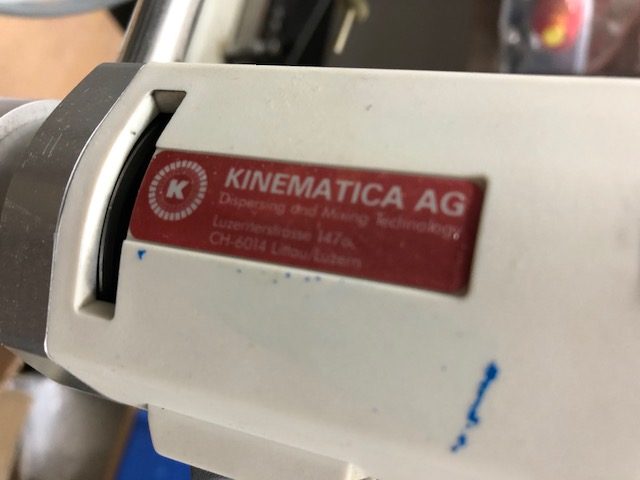 K
KINEMATICA AG
Dispersing and Mixing Technology
Luzernerstrasse 147a
CH-6014 Littau/Luzern